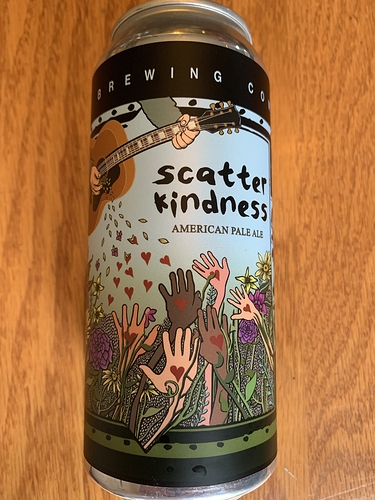 BREWING CO
scatter
kindness
AMERICAN PALE ALE